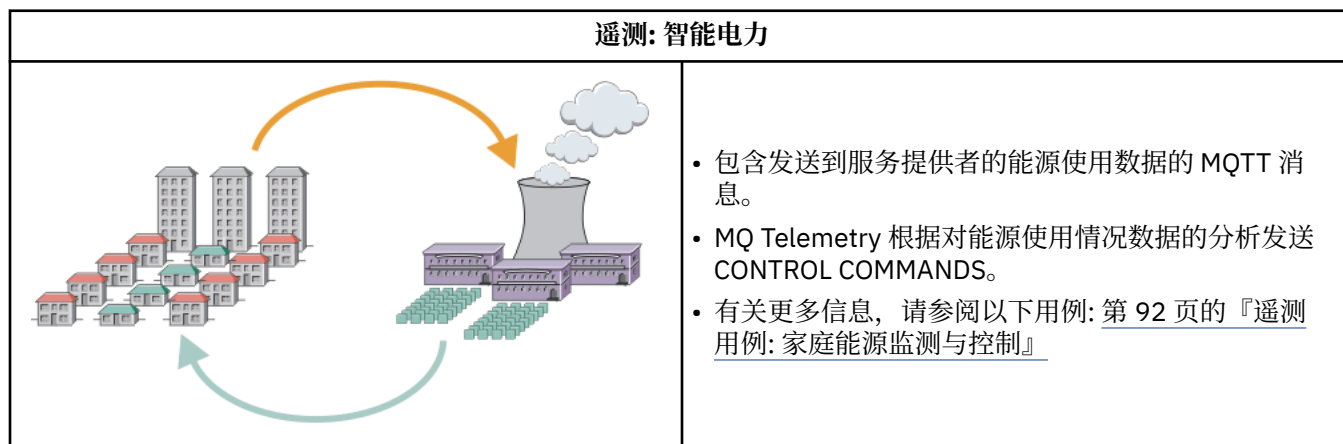 遥测: 智能电力
• 包含发送到服务提供者的能源使用数据的 MQTT 消
息。
• MQ Telemetry 根据对能源使用情况数据的分析发送
CONTROL COMMANDS。
• 有关更多信息，请参阅以下用例: 第 92 页的『遥测
用例: 家庭能源监测与控制』